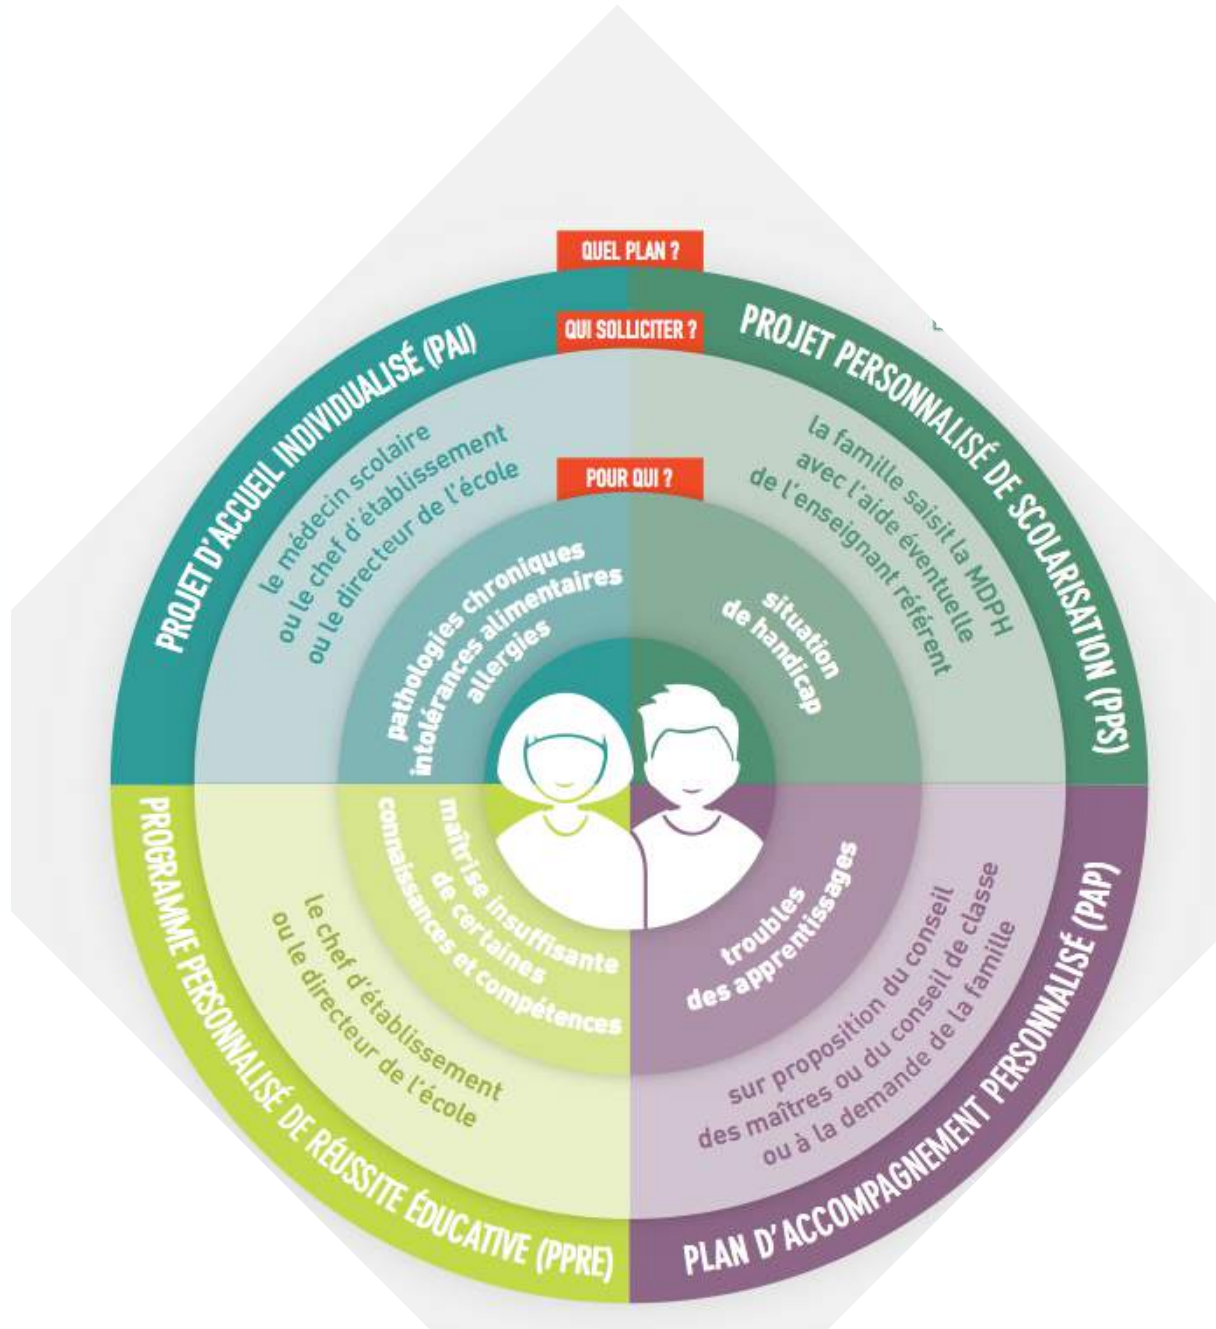 QUEL PLAN ?
QUI SOLLICITER ?
POUR QUI ?
PROJET D'ACCUEIL INDIVIDUALISÉ (PAI)
le médecin scolaire
ou le chef d'établissement
ou le directeur de l'école
pathologies chroniques
intolérances alimentaires
allergies
PROJET PERSONNALISÉ DE SCOLARISATION (PPS)
la famille saisit la MDPH
avec l'aide éventuelle
de l'enseignant référent
situation
de handicap
PROGRAMME PERSONNALISÉ DE RÉUSSITE ÉDUCATIVE (PPRE)
le chef d'établissement
ou le directeur de l'école
maîtrise insuffisante
de certaines
connaissances et compétences
PLAN D'ACCOMPAGNEMENT PERSONNALISÉ (PAP)
sur proposition du conseil
des maîtres ou du conseil de classe
ou à la demande de la famille
troubles
des apprentissages